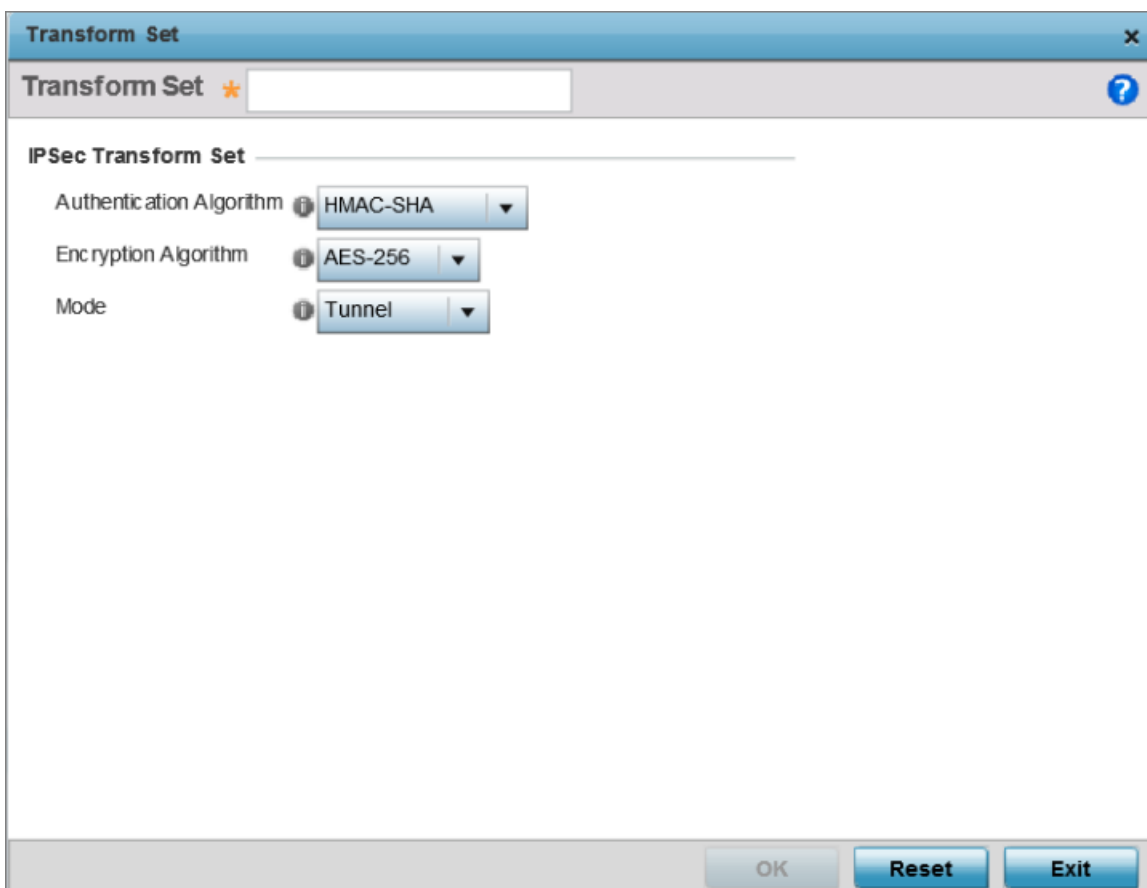 Transform Set
Transform Set *
IPSec Transform Set
Authentication Algorithm HMAC-SHA
Encryption Algorithm AES-256
Mode Tunnel
OK Reset Exit